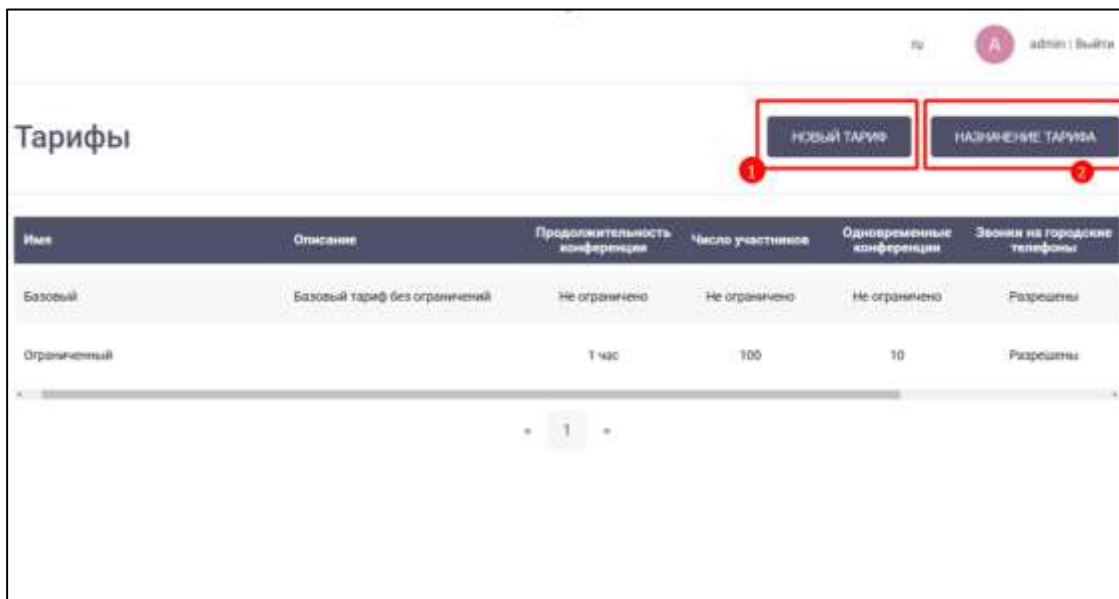 ru
A
admin | Выйти
Тарифы
НОВЫЙ ТАРИФ
НАЗНАЧЕНИЕ ТАРИФА
1
2
Имя
Описание
Продолжительность
конференции
Число участников
Одновременные
конференции
Звонки на городские
телефоны
Базовый
Базовый тариф без ограничений
Не ограничено
Не ограничено
Не ограничено
Разрешены
Ограниченный
1 час
100
10
Разрешены
« 1 »